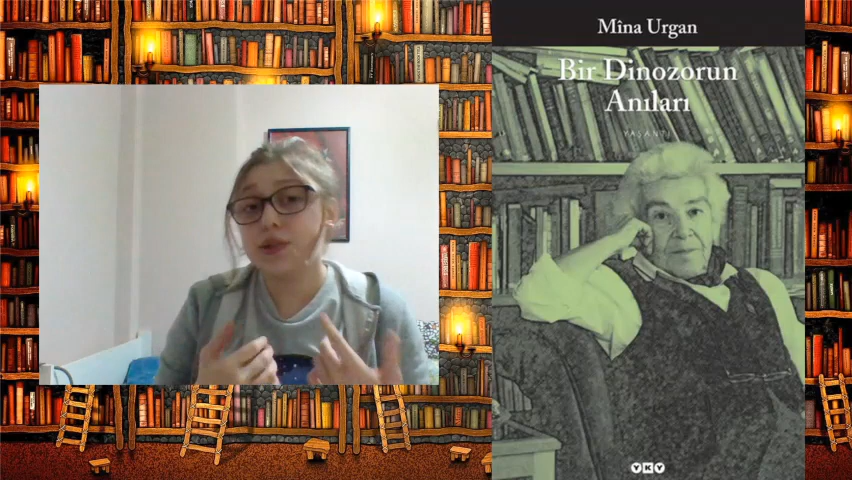 Mîna Urgan
Bir Dinozorun
Anıları
YAŞANTI
YKY